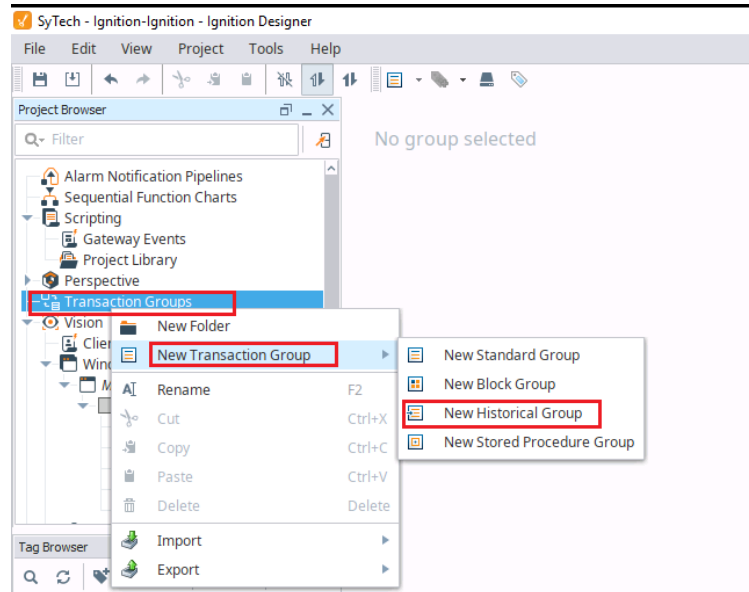 SyTech - Ignition-Ignition - Ignition Designer
File Edit View Project Tools Help
Project Browser
Filter
No group selected
Alarm Notification Pipelines
Sequential Function Charts
Scripting
Gateway Events
Project Library
Perspective
Transaction Groups
Vision
New Folder
Clie
New Transaction Group
New Standard Group
Wind
New Block Group
M
Rename F2
New Historical Group
Cut Ctrl+X
New Stored Procedure Group
Copy Ctrl+C
Paste Ctrl+V
Delete Delete
Import
Tag Browser
Export